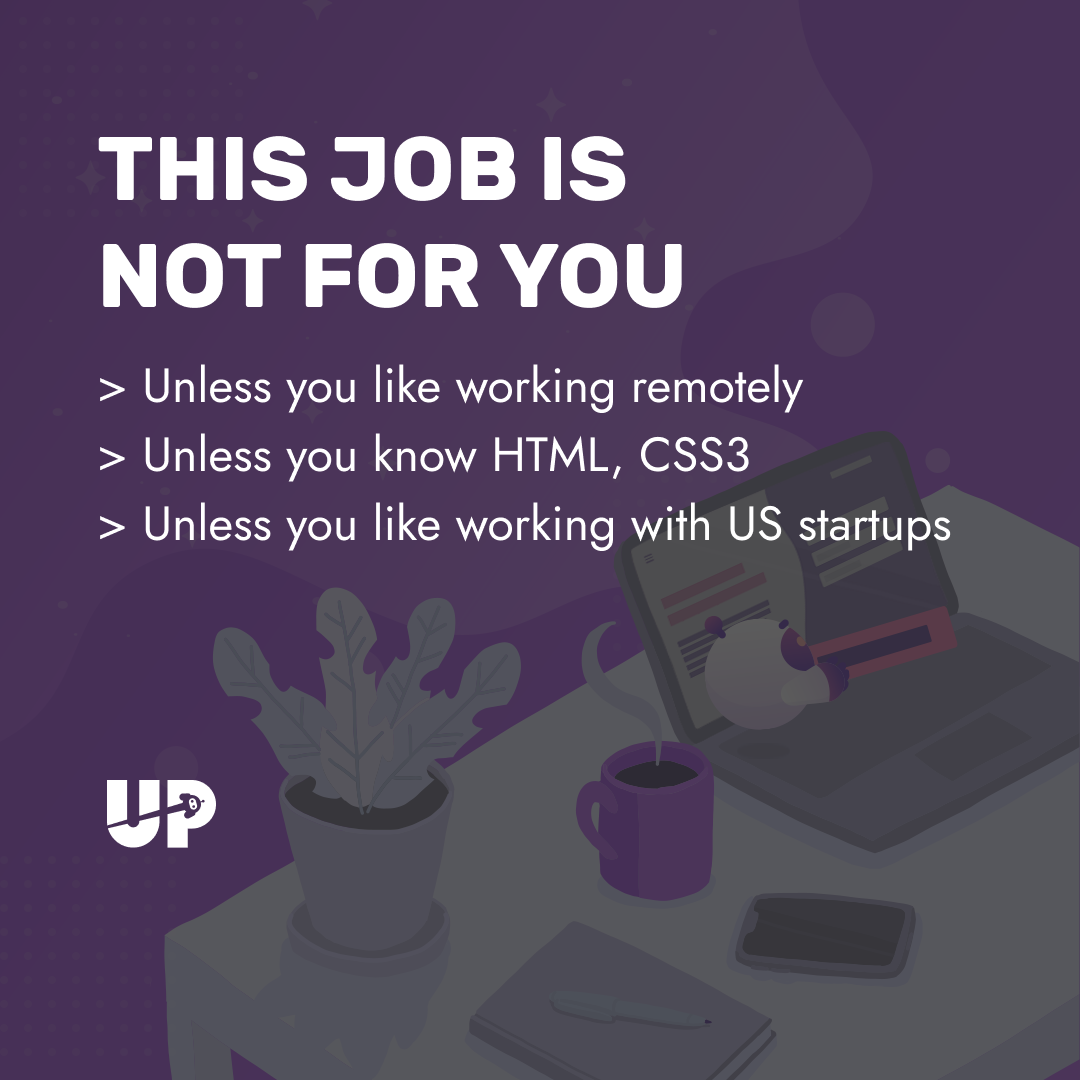 THIS JOB IS
NOT FOR YOU
> Unless you like working remotely
> Unless you know HTML, CSS3
> Unless you like working with US startups
UP